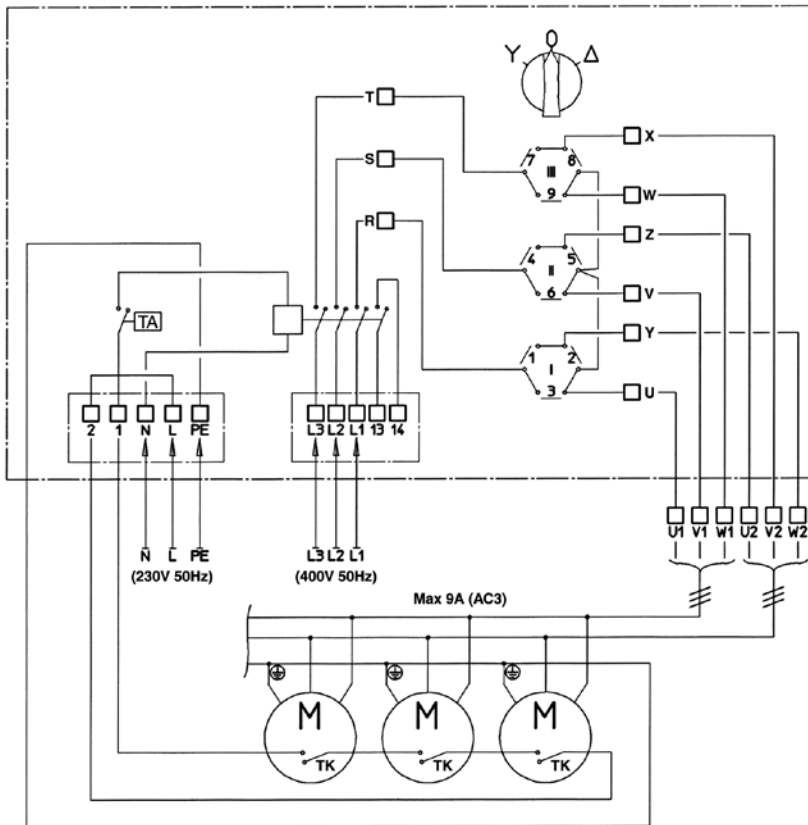 Y O Δ
T
S
R
7 8
III
9
4 5
II
6
1 2
I
3
X
W
Z
V
Y
U
TA
2 1 N L PE
L3 L2 L1 13 14
N L PE
(230V 50Hz)
L3 L2 L1
(400V 50Hz)
U1 V1 W1 U2 V2 W2
Max 9A (AC3)
M M M
TK TK TK